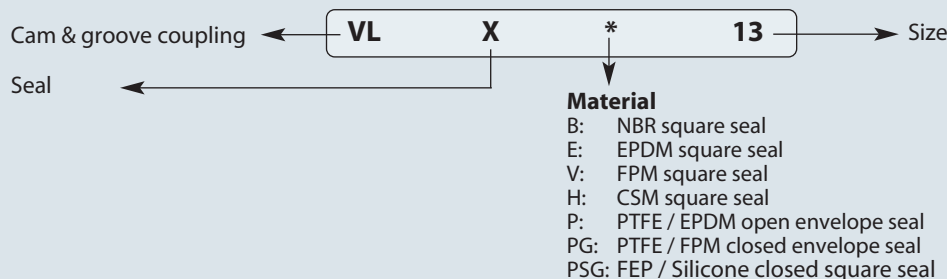 Cam & groove coupling VL X * 13 Size
Seal
Material
B: NBR square seal
E: EPDM square seal
V: FPM square seal
H: CSM square seal
P: PTFE / EPDM open envelope seal
PG: PTFE / FPM closed envelope seal
PSG: FEP / Silicone closed square seal